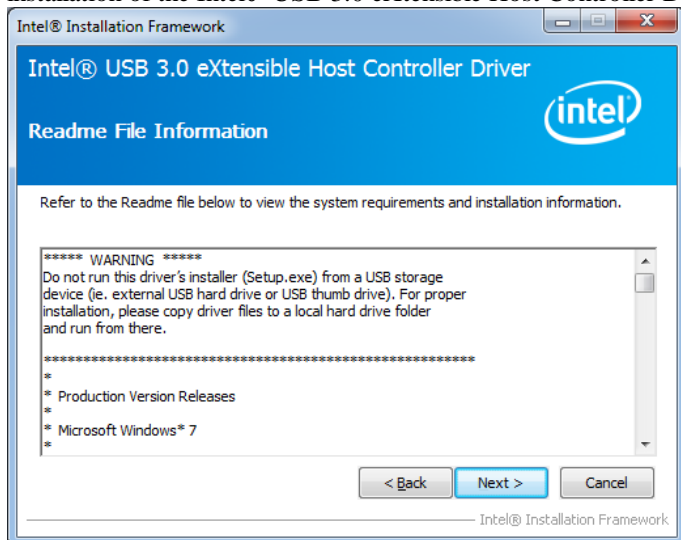 Intel® Installation Framework
Intel® USB 3.0 eXtensible Host Controller Driver
intel
Readme File Information
Refer to the Readme file below to view the system requirements and installation information.
***** WARNING *****
Do not run this driver's installer (Setup.exe) from a USB storage
device (ie. external USB hard drive or USB thumb drive). For proper
installation, please copy driver files to a local hard drive folder
and run from there.
*******************************************************
*
* Production Version Releases
*
* Microsoft Windows* 7
*
< Back Next > Cancel
Intel® Installation Framework